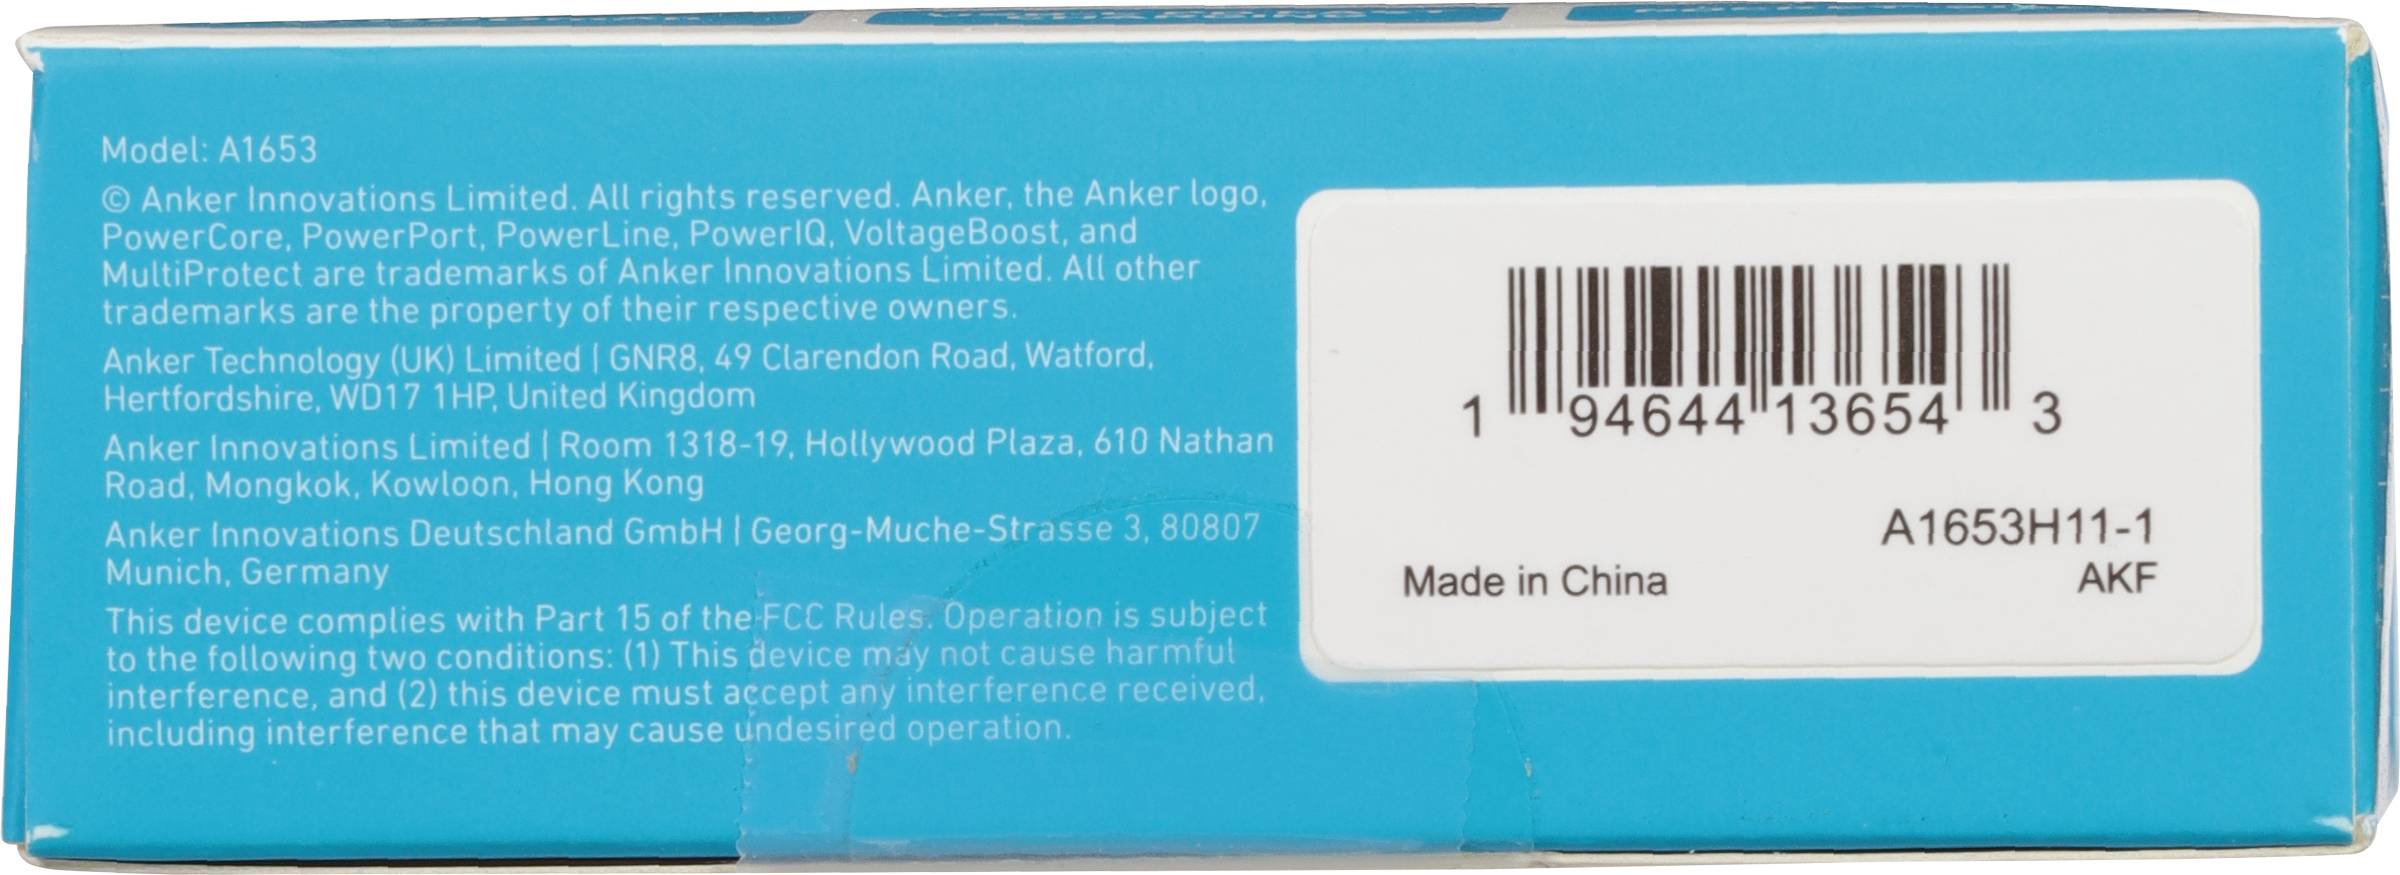 Model: A1653
© Anker Innovations Limited. All rights reserved. Anker, the Anker logo,
PowerCore, PowerPort, PowerLine, PowerIQ, VoltageBoost, and
MultiProtect are trademarks of Anker Innovations Limited. All other
trademarks are the property of their respective owners.
Anker Technology (UK) Limited | GNR8, 49 Clarendon Road, Watford,
Hertfordshire, WD17 1HP, United Kingdom
Anker Innovations Limited | Room 1318-19, Hollywood Plaza, 610 Nathan
Road, Mongkok, Kowloon, Hong Kong
Anker Innovations Deutschland GmbH | Georg-Muche-Strasse 3, 80807
Munich, Germany
This device complies with Part 15 of the FCC Rules. Operation is subject
to the following two conditions: (1) This device may not cause harmful
interference, and (2) this device must accept any interference received,
including interference that may cause undesired operation.
1 94644 13654 3
A1653H11-1
Made in China AKF